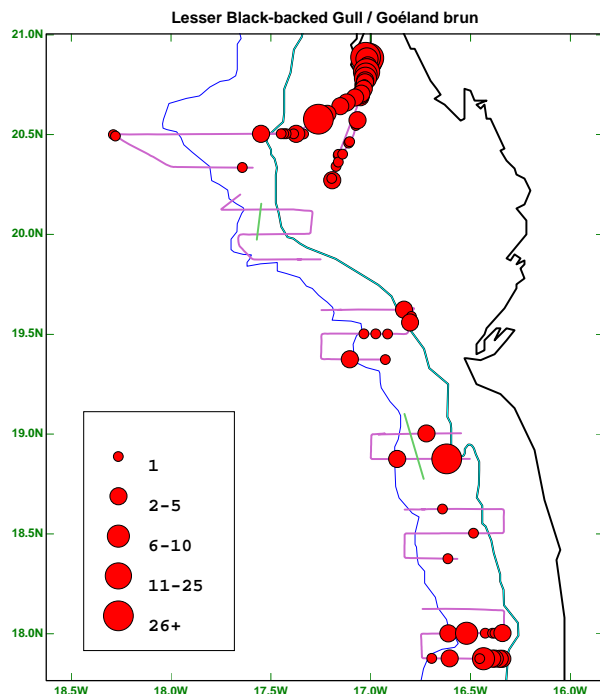 Lesser Black-backed Gull / Goéland brun
21.0N
20.5N
20.0N
19.5N
19.0N
18.5N
18.0N
1
2-5
6-10
11-25
26+
18.5W 18.0W 17.5W 17.0W 16.5W 16.0W